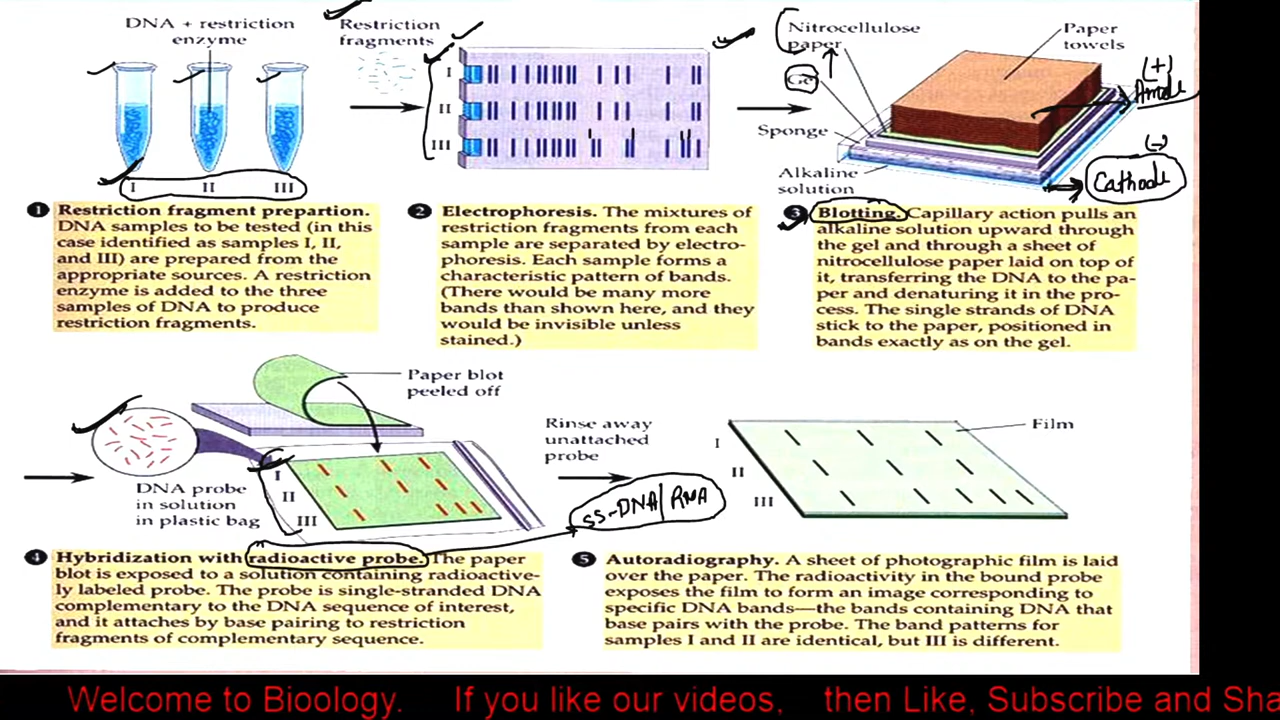 DNA + restriction
enzyme
I II III
Restriction
fragments
I
II
III
Nitrocellulose
paper
Gel
Sponge
Alkaline
solution
Paper
towels
(+)
Anode
(-)
Cathode
1 Restriction fragment prepartion.
DNA samples to be tested (in this
case identified as samples I, II,
and III) are prepared from the
appropriate sources. A restriction
enzyme is added to the three
samples of DNA to produce
restriction fragments.
2 Electrophoresis. The mixtures of
restriction fragments from each
sample are separated by electro-
phoresis. Each sample forms a
characteristic pattern of bands.
(There would be many more
bands than shown here, and they
would be invisible unless
stained.)
3 Blotting. Capillary action pulls an
alkaline solution upward through
the gel and through a sheet of
nitrocellulose paper laid on top of
it, transferring the DNA to the pa-
per and denaturing it in the pro-
cess. The single strands of DNA
stick to the paper, positioned in
bands exactly as on the gel.
Paper blot
peeled off
DNA probe
in solution
in plastic bag
I
II
III
Rinse away
unattached
probe
ss-DNA/RNA
I
II
III
Film
4 Hybridization with radioactive probe. The paper
blot is exposed to a solution containing radioactive-
ly labeled probe. The probe is single-stranded DNA
complementary to the DNA sequence of interest,
and it attaches by base pairing to restriction
fragments of complementary sequence.
5 Autoradiography. A sheet of photographic film is laid
over the paper. The radioactivity in the bound probe
exposes the film to form an image corresponding to
specific DNA bands—the bands containing DNA that
base pairs with the probe. The band patterns for
samples I and II are identical, but III is different.
Welcome to Bioology. If you like our videos, then Like, Subscribe and Sha